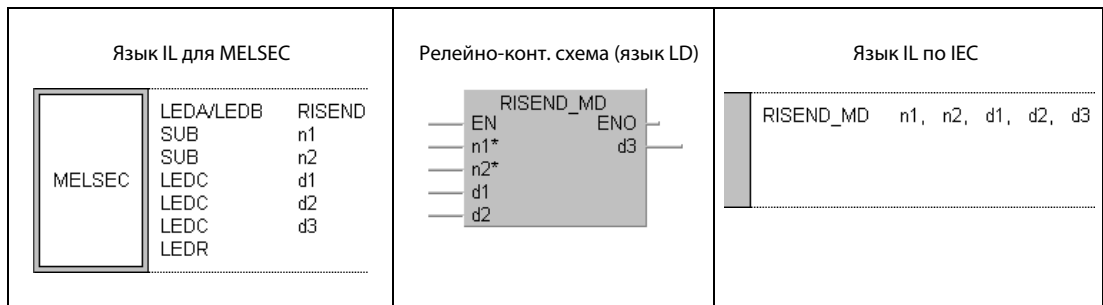 Язык IL для MELSEC
MELSEC
LEDA/LEDB RISEND
SUB n1
SUB n2
LEDC d1
LEDC d2
LEDC d3
LEDR
Релейно-конт. схема (язык LD)
RISEND_MD
EN ENO
n1* d3
n2*
d1
d2
Язык IL по IEC
RISEND_MD n1, n2, d1, d2, d3